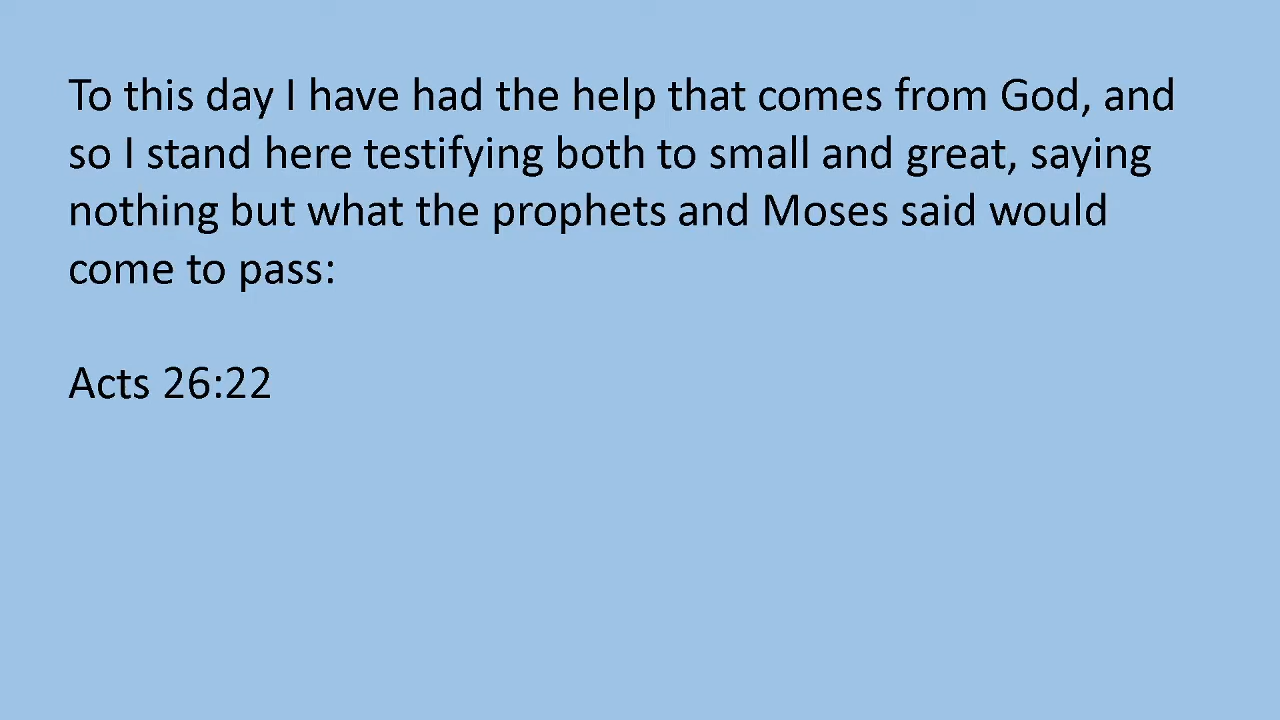 To this day I have had the help that comes from God, and
so I stand here testifying both to small and great, saying
nothing but what the prophets and Moses said would
come to pass:
Acts 26:22